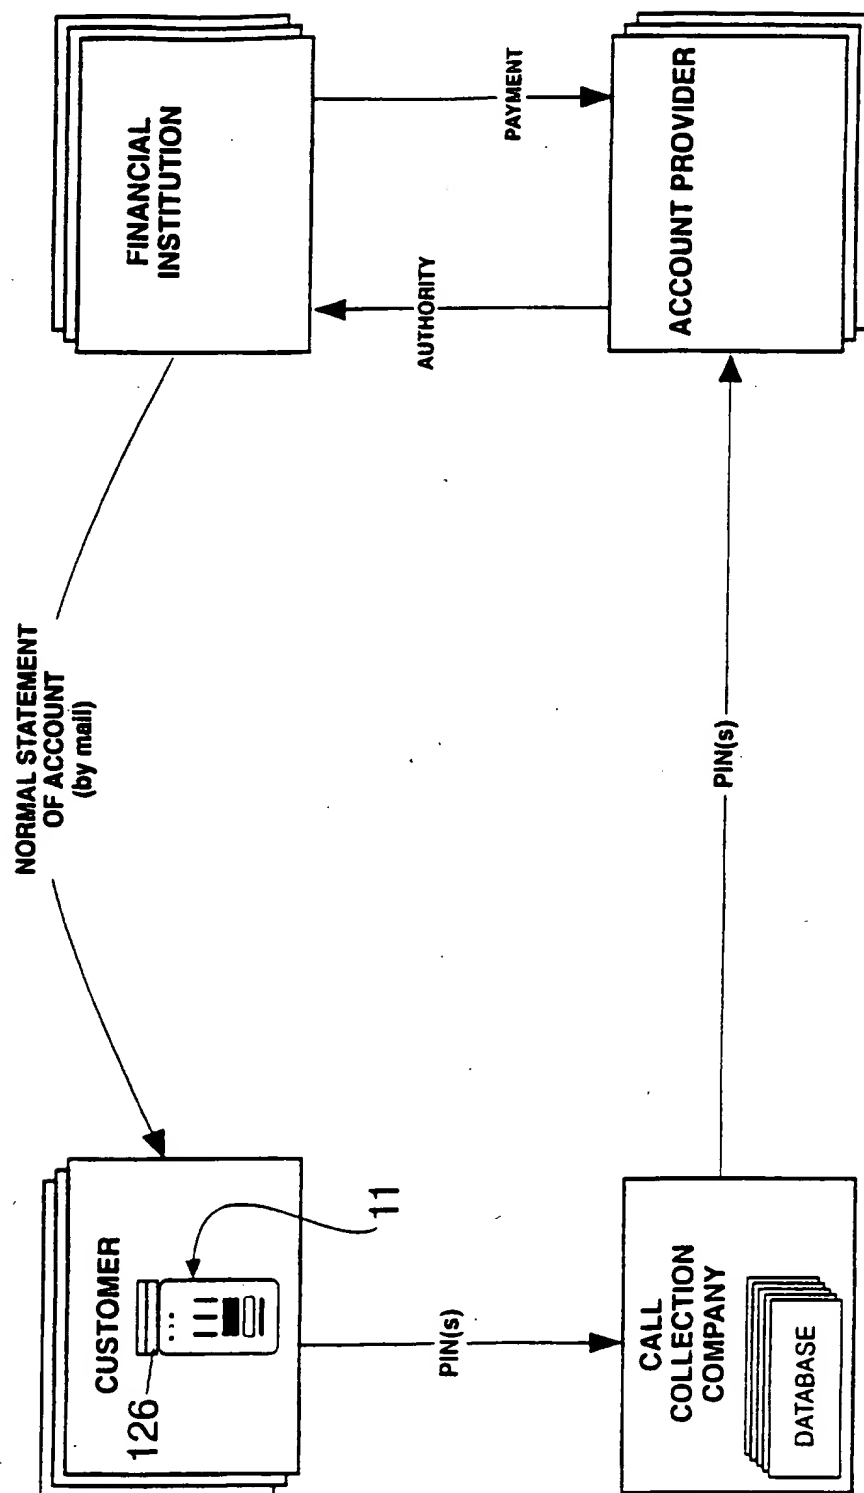 CUSTOMER
126
11
NORMAL STATEMENT
OF ACCOUNT
(by mail)
FINANCIAL
INSTITUTION
PIN(s)
AUTHORITY
PAYMENT
CALL
COLLECTION
COMPANY
DATABASE
PIN(s)
ACCOUNT PROVIDER